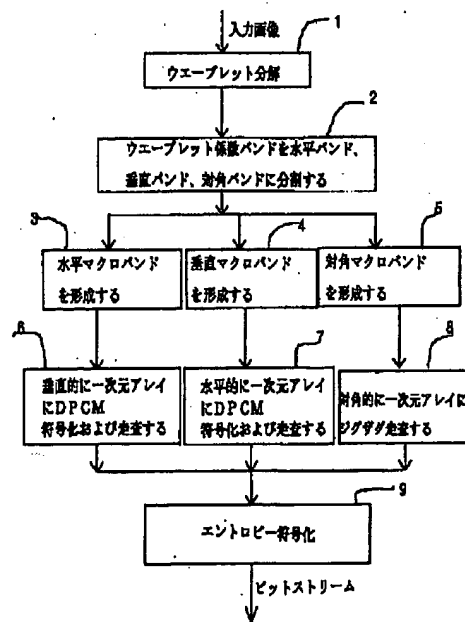 入力画像
1
ウエーブレット分解
2
ウエーブレット係数バンドを水平バンド、
垂直バンド、対角バンドに分割する
3
水平マクロバンド
を形成する
4
垂直マクロバンド
を形成する
5
対角マクロバンド
を形成する
6
垂直的に一次元アレイ
にDPCM
符号化および走査する
7
水平的に一次元アレイ
にDPCM
符号化および走査する
8
対角的に一次元アレイに
ジグザグ走査する
9
エントロピー符号化
ビットストリーム